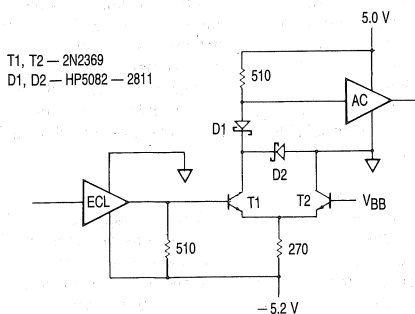 5.0 V
T1, T2 — 2N2369
D1, D2 — HP5082 — 2811
510
AC
D1
D2
ECL
T1
T2
VBB
510
270
– 5.2 V